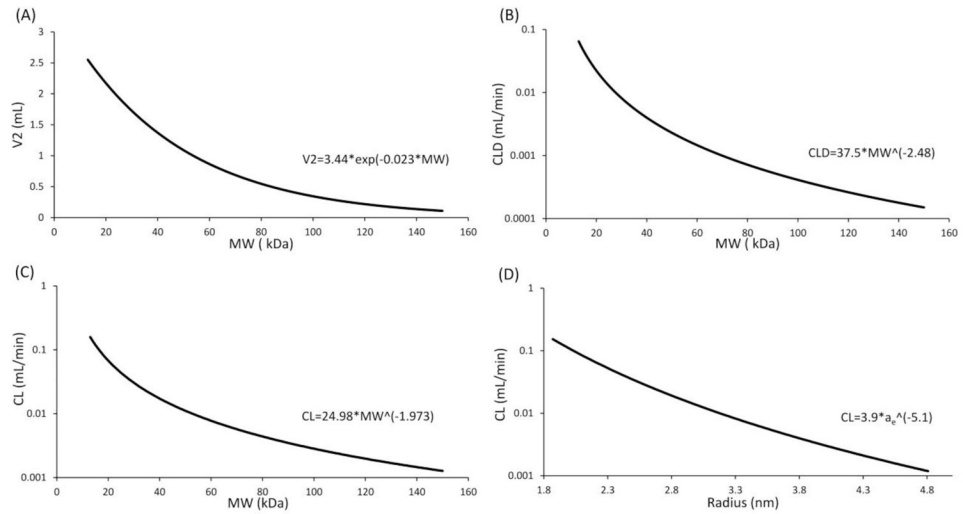 (A)
3
2.5
2
1.5
1
0.5
0
V2 (mL)
V2=3.44*exp(-0.023*MW)
0 20 40 60 80 100 120 140 160
MW ( kDa)
(B)
0.1
0.01
0.001
0.0001
CLD (mL/min)
CLD=37.5*MW^(-2.48)
0 20 40 60 80 100 120 140 160
MW (kDa)
(C)
1
0.1
0.01
0.001
CL (mL/min)
CL=24.98*MW^(-1.973)
0 20 40 60 80 100 120 140 160
MW (kDa)
(D)
1
0.1
0.01
0.001
CL (mL/min)
CL=3.9*aₑ^(-5.1)
1.8 2.3 2.8 3.3 3.8 4.3 4.8
Radius (nm)